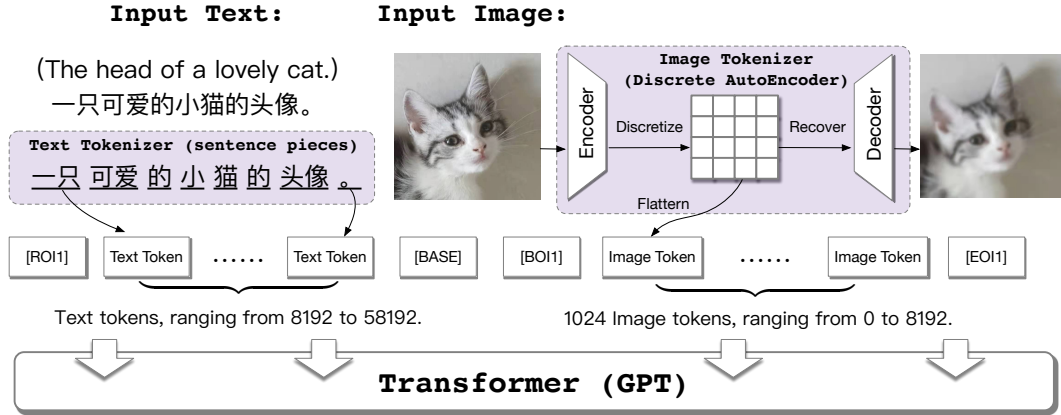 Input Text:
Input Image:
(The head of a lovely cat.)
一只可爱的小猫的头像。
Text Tokenizer (sentence pieces)
一只 可爱 的 小 猫 的 头像 。
Image Tokenizer
(Discrete AutoEncoder)
Encoder
Discretize
Recover
Decoder
Flattern
[ROI1]
Text Token
......
Text Token
[BASE]
[BOI1]
Image Token
......
Image Token
[EOI1]
Text tokens, ranging from 8192 to 58192.
1024 Image tokens, ranging from 0 to 8192.
Transformer (GPT)